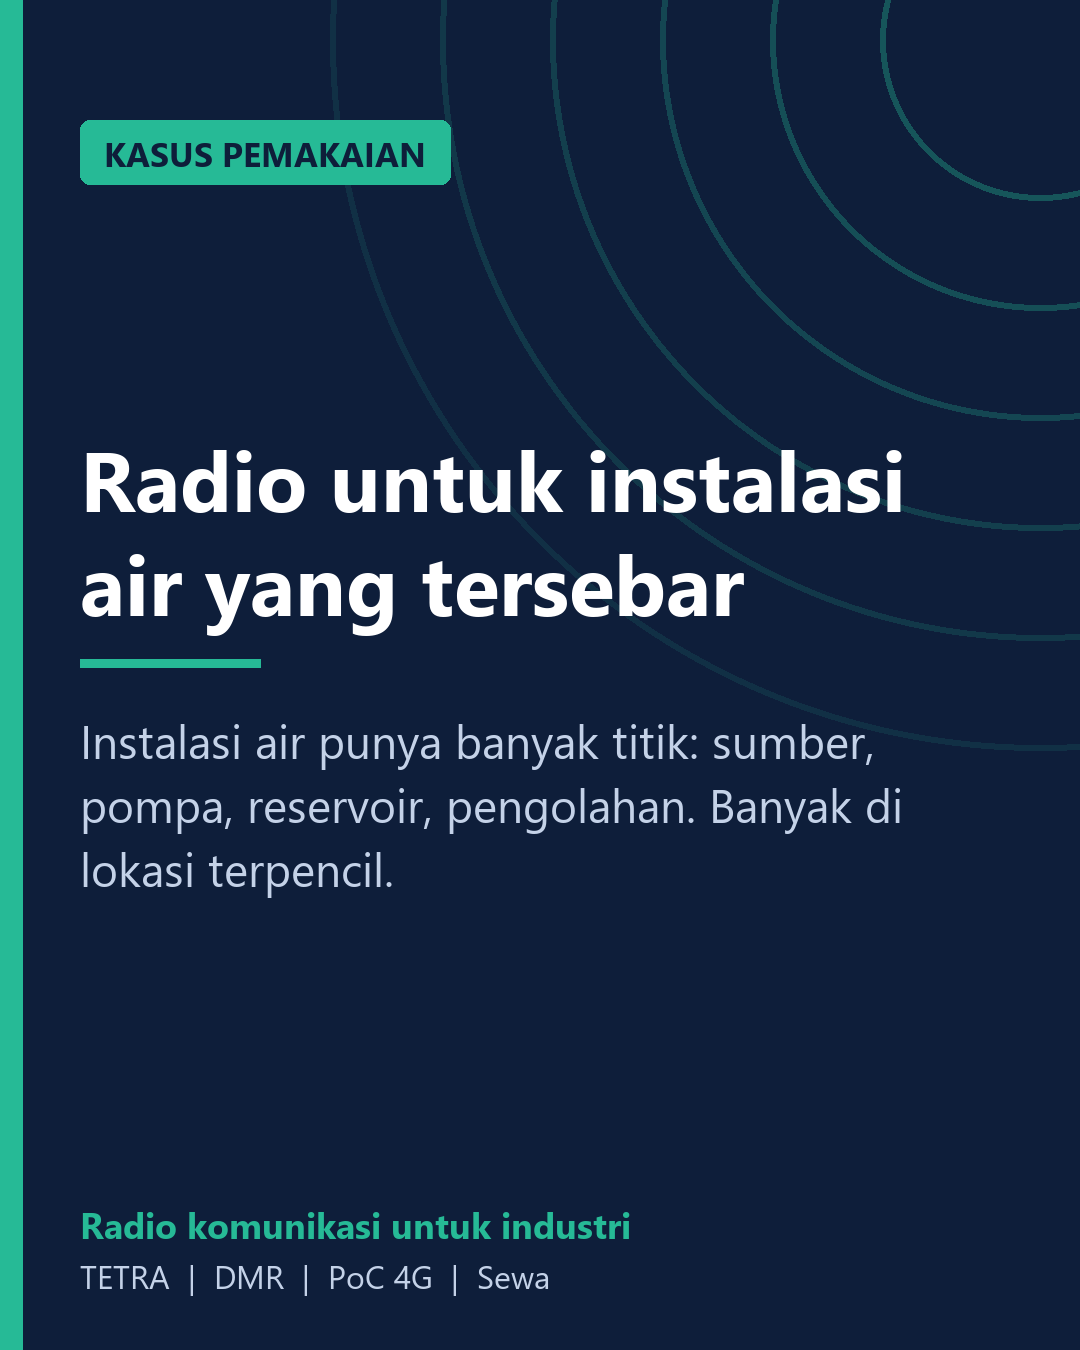 KASUS PEMAKAIAN
Radio untuk instalasi
air yang tersebar
Instalasi air punya banyak titik: sumber,
pompa, reservoir, pengolahan. Banyak di
lokasi terpencil.
Radio komunikasi untuk industri
TETRA | DMR | PoC 4G | Sewa